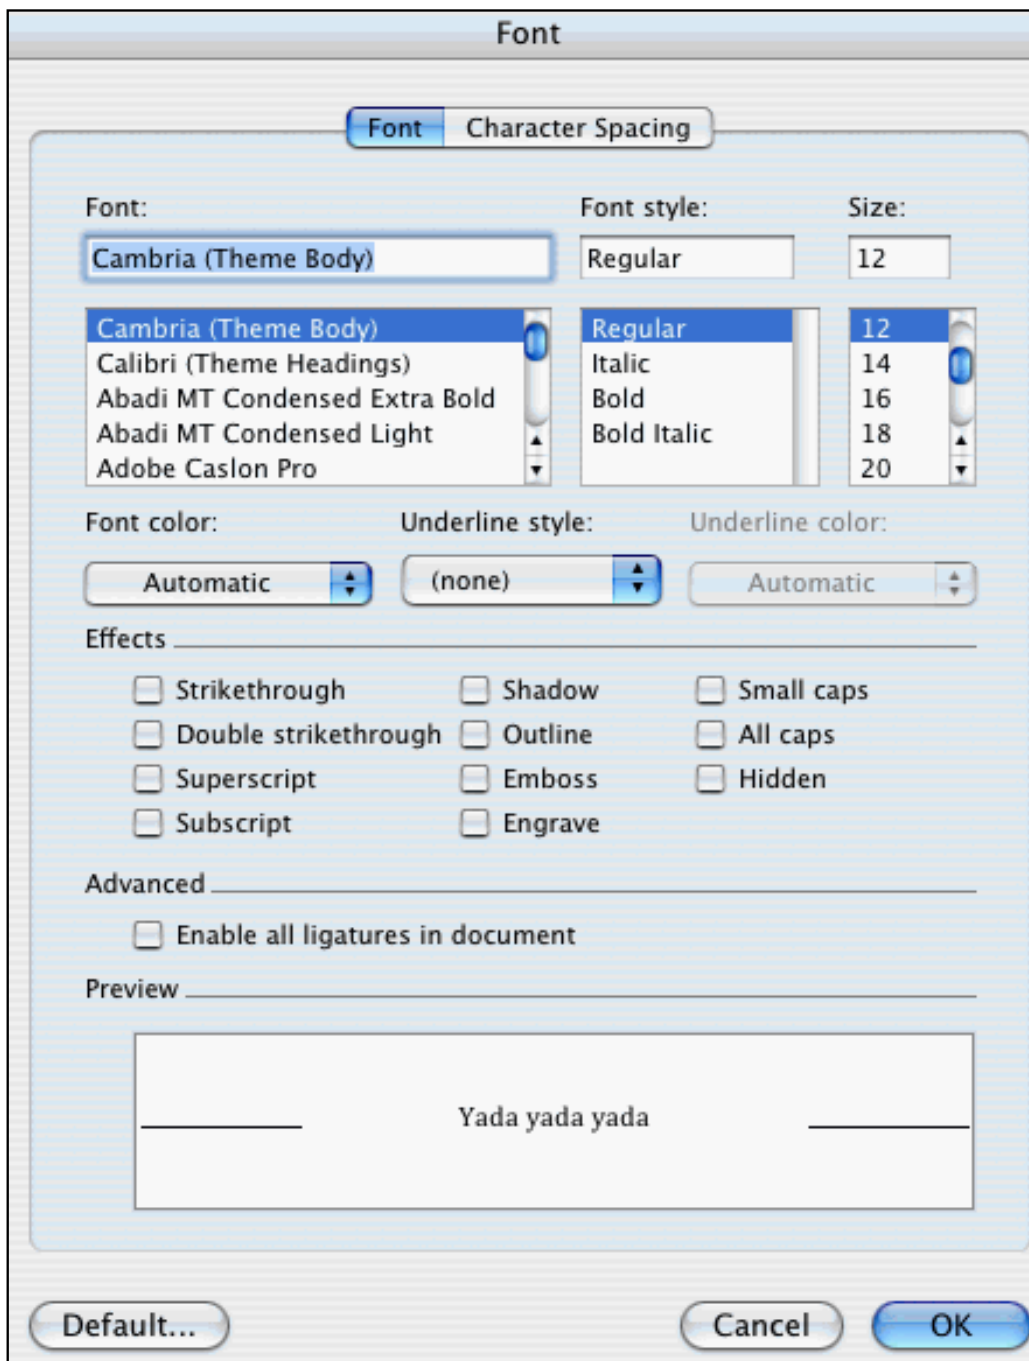 Font
Font Character Spacing
Font: Font style: Size:
Cambria (Theme Body) Regular 12
Cambria (Theme Body) Regular 12
Calibri (Theme Headings) Italic 14
Abadi MT Condensed Extra Bold Bold 16
Abadi MT Condensed Light Bold Italic 18
Adobe Caslon Pro 20
Font color: Underline style: Underline color:
Automatic (none) Automatic
Effects
Strikethrough Shadow Small caps
Double strikethrough Outline All caps
Superscript Emboss Hidden
Subscript Engrave
Advanced
Enable all ligatures in document
Preview
Yada yada yada
Default... Cancel OK